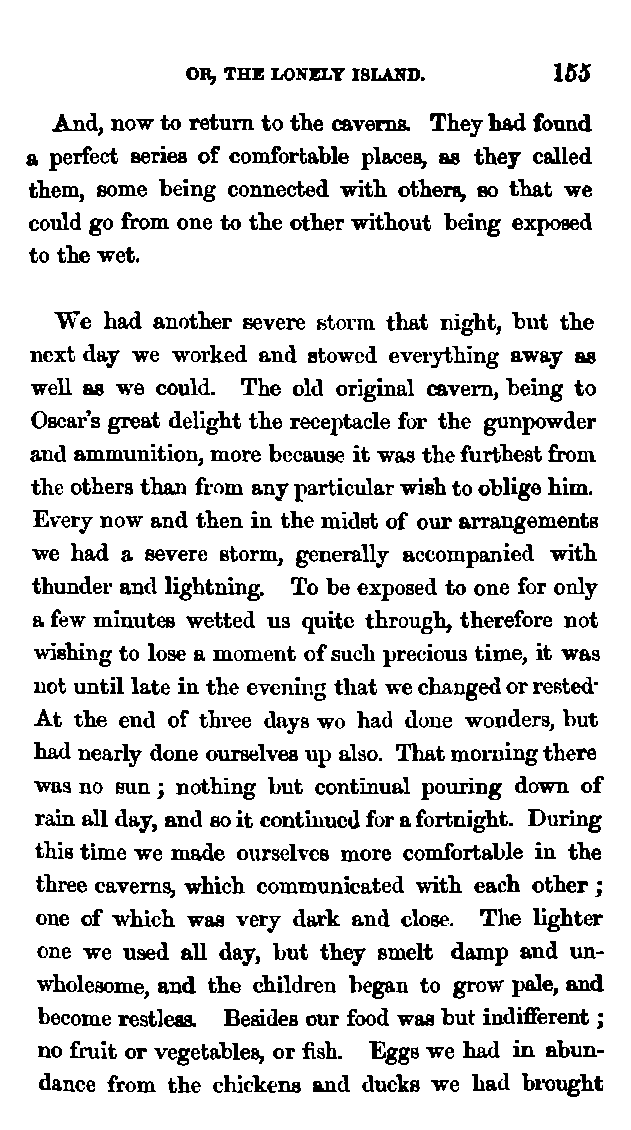 OR, THE LONELY ISLAND. 155
And, now to return to the caverns. They had found
a perfect series of comfortable places, as they called
them, some being connected with others, so that we
could go from one to the other without being exposed
to the wet.
We had another severe storm that night, but the
next day we worked and stowed everything away as
well as we could. The old original cavern, being to
Oscar's great delight the receptacle for the gunpowder
and ammunition, more because it was the furthest from
the others than from any particular wish to oblige him.
Every now and then in the midst of our arrangements
we had a severe storm, generally accompanied with
thunder and lightning. To be exposed to one for only
a few minutes wetted us quite through, therefore not
wishing to lose a moment of such precious time, it was
not until late in the evening that we changed or rested·
At the end of three days we had done wonders, but
had nearly done ourselves up also. That morning there
was no sun ; nothing but continual pouring down of
rain all day, and so it continued for a fortnight. During
this time we made ourselves more comfortable in the
three caverns, which communicated with each other ;
one of which was very dark and close. The lighter
one we used all day, but they smelt damp and un-
wholesome, and the children began to grow pale, and
become restless. Besides our food was but indifferent ;
no fruit or vegetables, or fish. Eggs we had in abun-
dance from the chickens and ducks we had brought